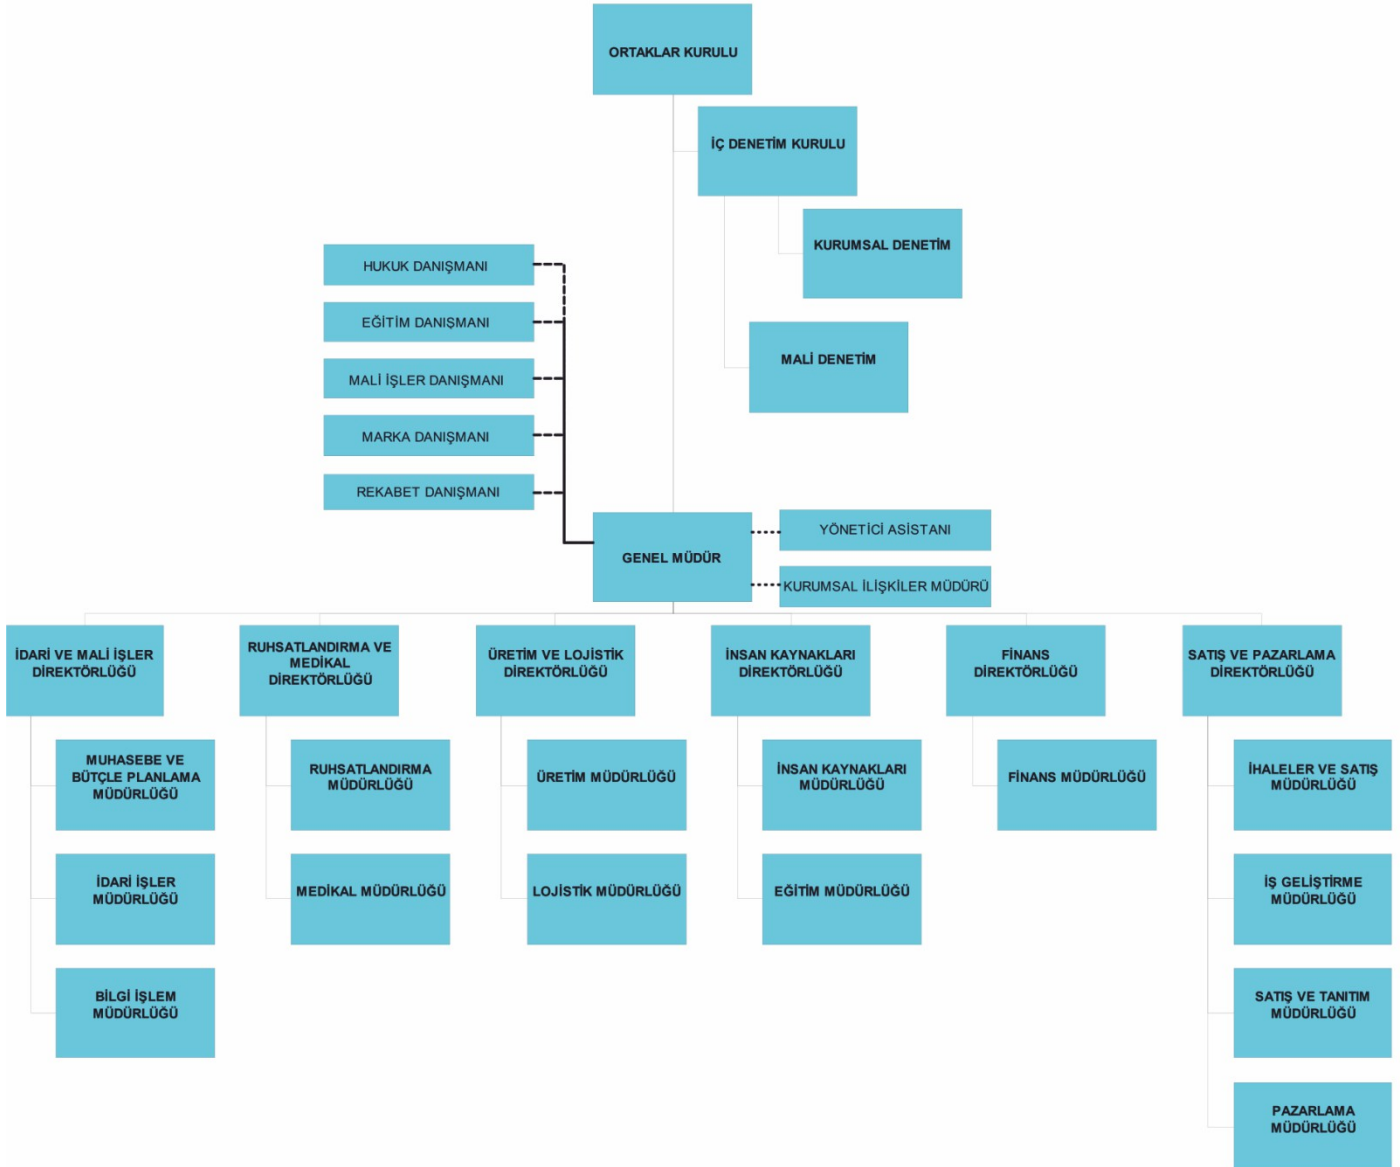 ORTAKLAR KURULU
İÇ DENETİM KURULU
KURUMSAL DENETİM
MALİ DENETİM
HUKUK DANIŞMANI
EĞİTİM DANIŞMANI
MALİ İŞLER DANIŞMANI
MARKA DANIŞMANI
REKABET DANIŞMANI
GENEL MÜDÜR
YÖNETİCİ ASİSTANI
KURUMSAL İLİŞKİLER MÜDÜRÜ
İDARİ VE MALİ İŞLER
DİREKTÖRLÜĞÜ
MUHASEBE VE
BÜTÇLE PLANLAMA
MÜDÜRLÜĞÜ
İDARİ İŞLER
MÜDÜRLÜĞÜ
BİLGİ İŞLEM
MÜDÜRLÜĞÜ
RUHSATLANDIRMA VE
MEDİKAL
DİREKTÖRLÜĞÜ
RUHSATLANDIRMA
MÜDÜRLÜĞÜ
MEDİKAL MÜDÜRLÜĞÜ
ÜRETİM VE LOJİSTİK
DİREKTÖRLÜĞÜ
ÜRETİM MÜDÜRLÜĞÜ
LOJİSTİK MÜDÜRLÜĞÜ
İNSAN KAYNAKLARI
DİREKTÖRLÜĞÜ
İNSAN KAYNAKLARI
MÜDÜRLÜĞÜ
EĞİTİM MÜDÜRLÜĞÜ
FİNANS
DİREKTÖRLÜĞÜ
FİNANS MÜDÜRLÜĞÜ
SATIŞ VE PAZARLAMA
DİREKTÖRLÜĞÜ
İHALELER VE SATIŞ
MÜDÜRLÜĞÜ
İŞ GELİŞTİRME
MÜDÜRLÜĞÜ
SATIŞ VE TANITIM
MÜDÜRLÜĞÜ
PAZARLAMA
MÜDÜRLÜĞÜ